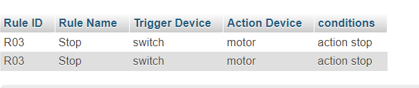 Rule ID Rule Name Trigger Device Action Device conditions
R03 Stop switch motor action stop
R03 Stop switch motor action stop